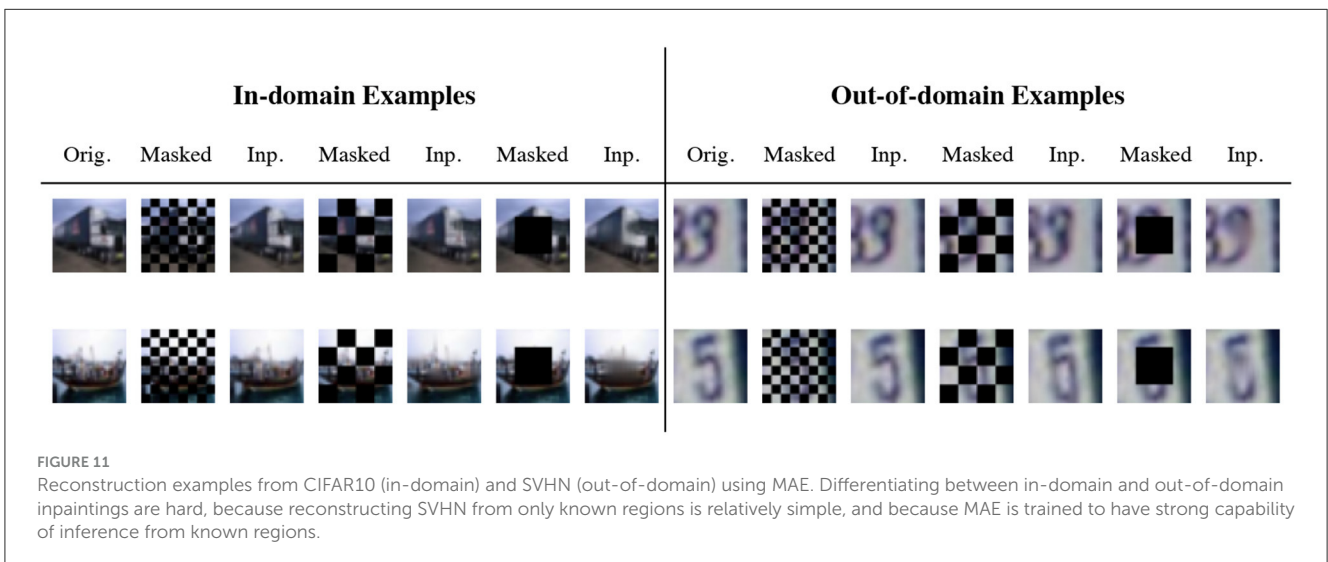 In-domain Examples
Out-of-domain Examples
Orig. Masked Inp. Masked Inp. Masked Inp. Orig. Masked Inp. Masked Inp. Masked Inp.
5
FIGURE 11
Reconstruction examples from CIFAR10 (in-domain) and SVHN (out-of-domain) using MAE. Differentiating between in-domain and out-of-domain
inpaintings are hard, because reconstructing SVHN from only known regions is relatively simple, and because MAE is trained to have strong capability
of inference from known regions.